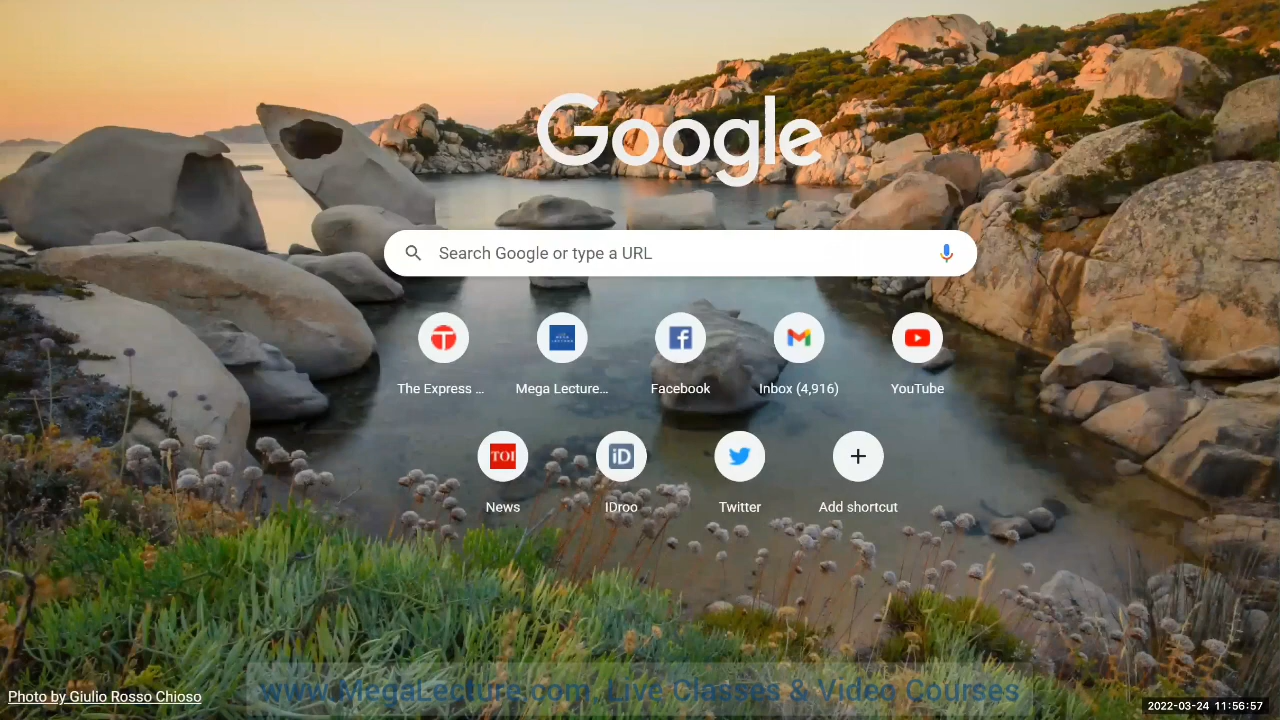 Google
Search Google or type a URL
The Express ...
Mega Lecture...
Facebook
Inbox (4,916)
YouTube
TOI
iD
News
IDroo
Twitter
Add shortcut
www.MegaLecture.com, Live Classes & Video Courses
Photo by Giulio Rosso Chioso
2022-03-24 11:56:57